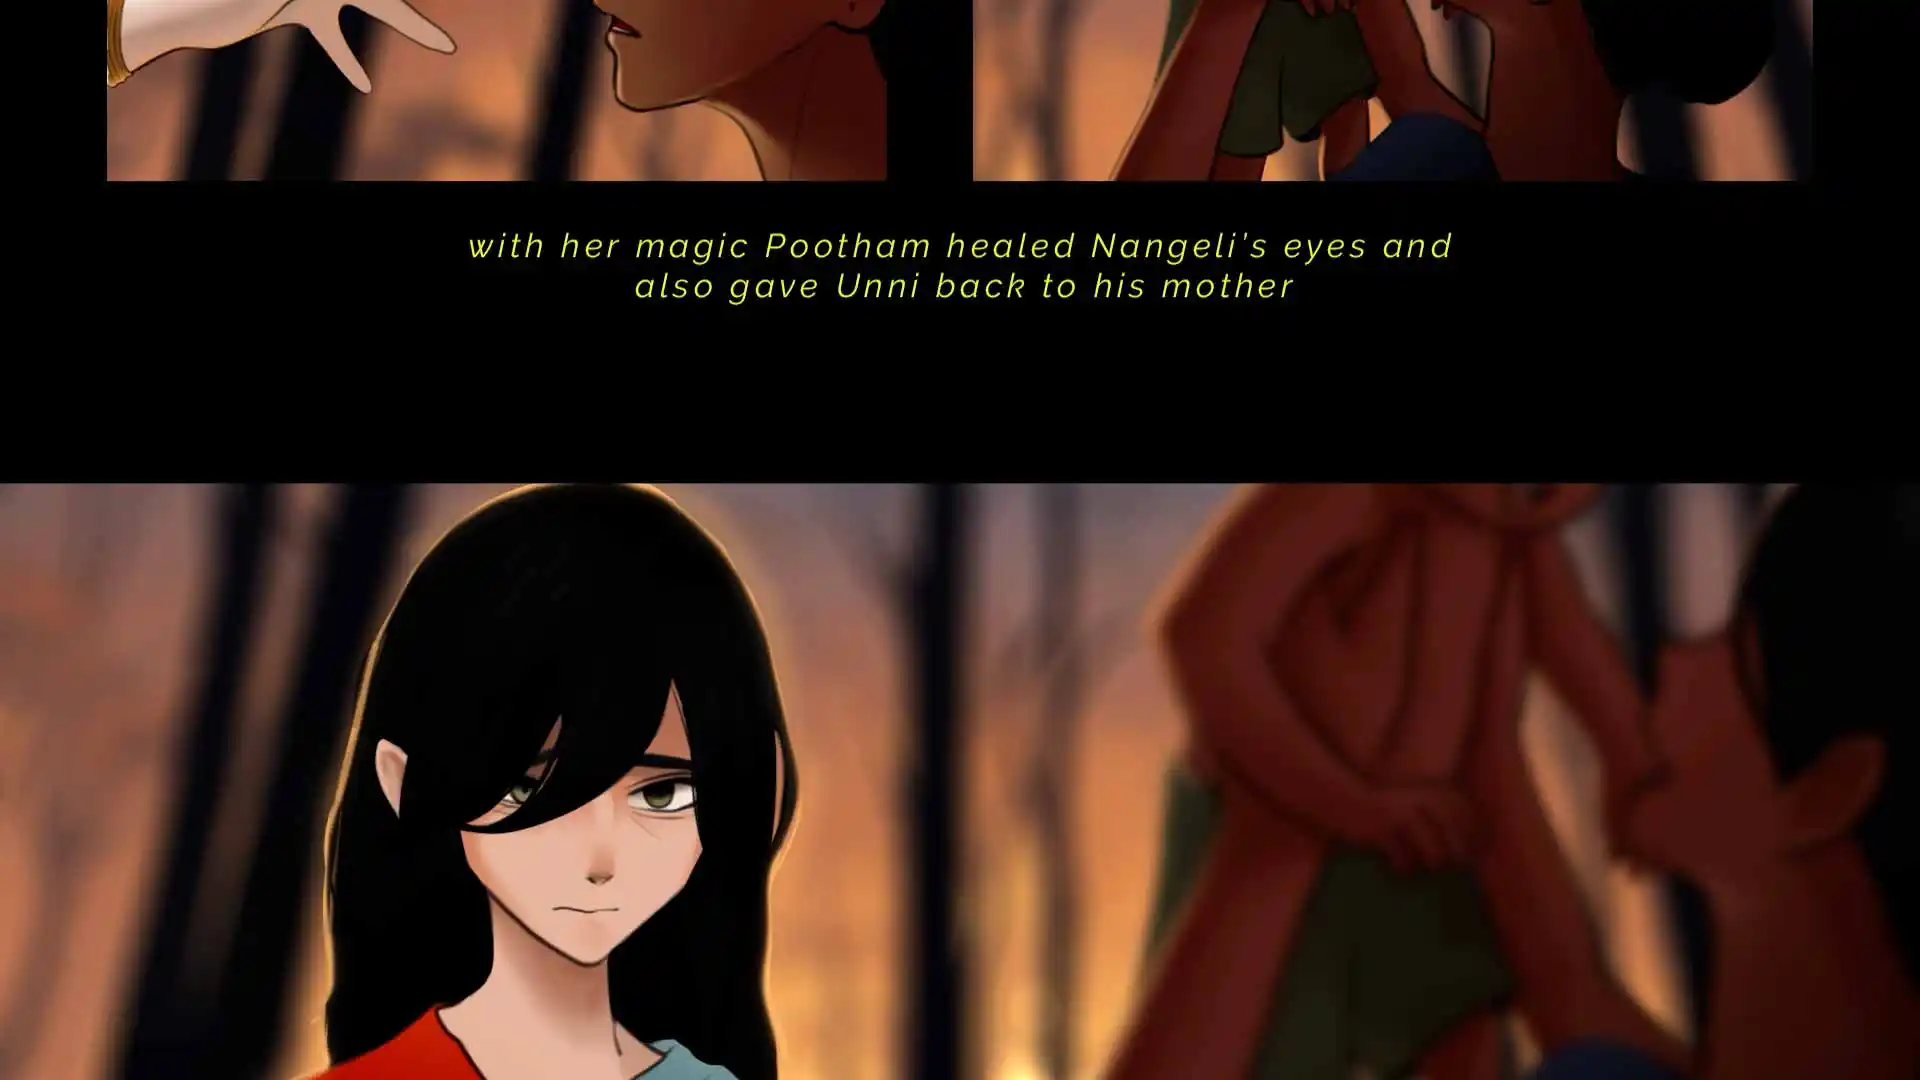 with her magic Pootham healed Nangeli's eyes and
also gave Unni back to his mother